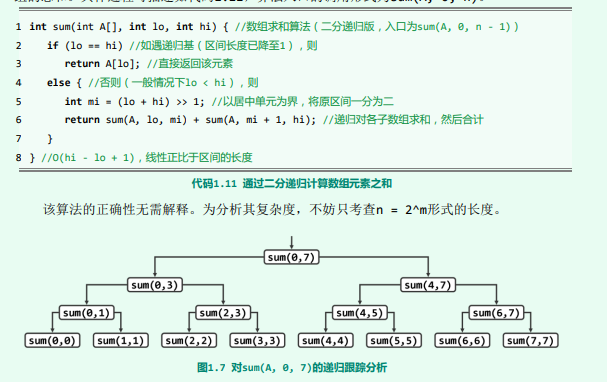 1 int sum(int A[], int lo, int hi) { //数组求和算法（二分递归版，入口为sum(A, 0, n - 1)）
2 if (lo == hi) //如遇递归基（区间长度已降至1），则
3 return A[lo]; //直接返回该元素
4 else { //否则（一般情况下lo < hi），则
5 int mi = (lo + hi) >> 1; //以居中单元为界，将原区间一分为二
6 return sum(A, lo, mi) + sum(A, mi + 1, hi); //递归对各子数组求和，然后合计
7 }
8 } //O(hi - lo + 1)，线性正比于区间的长度
代码1.11 通过二分递归计算数组元素之和
该算法的正确性无需解释。为分析其复杂度，不妨只考查n = 2^m形式的长度。
sum(0,7)
sum(0,3) sum(4,7)
sum(0,1) sum(2,3) sum(4,5) sum(6,7)
sum(0,0) sum(1,1) sum(2,2) sum(3,3) sum(4,4) sum(5,5) sum(6,6) sum(7,7)
图1.7 对sum(A, 0, 7)的递归跟踪分析